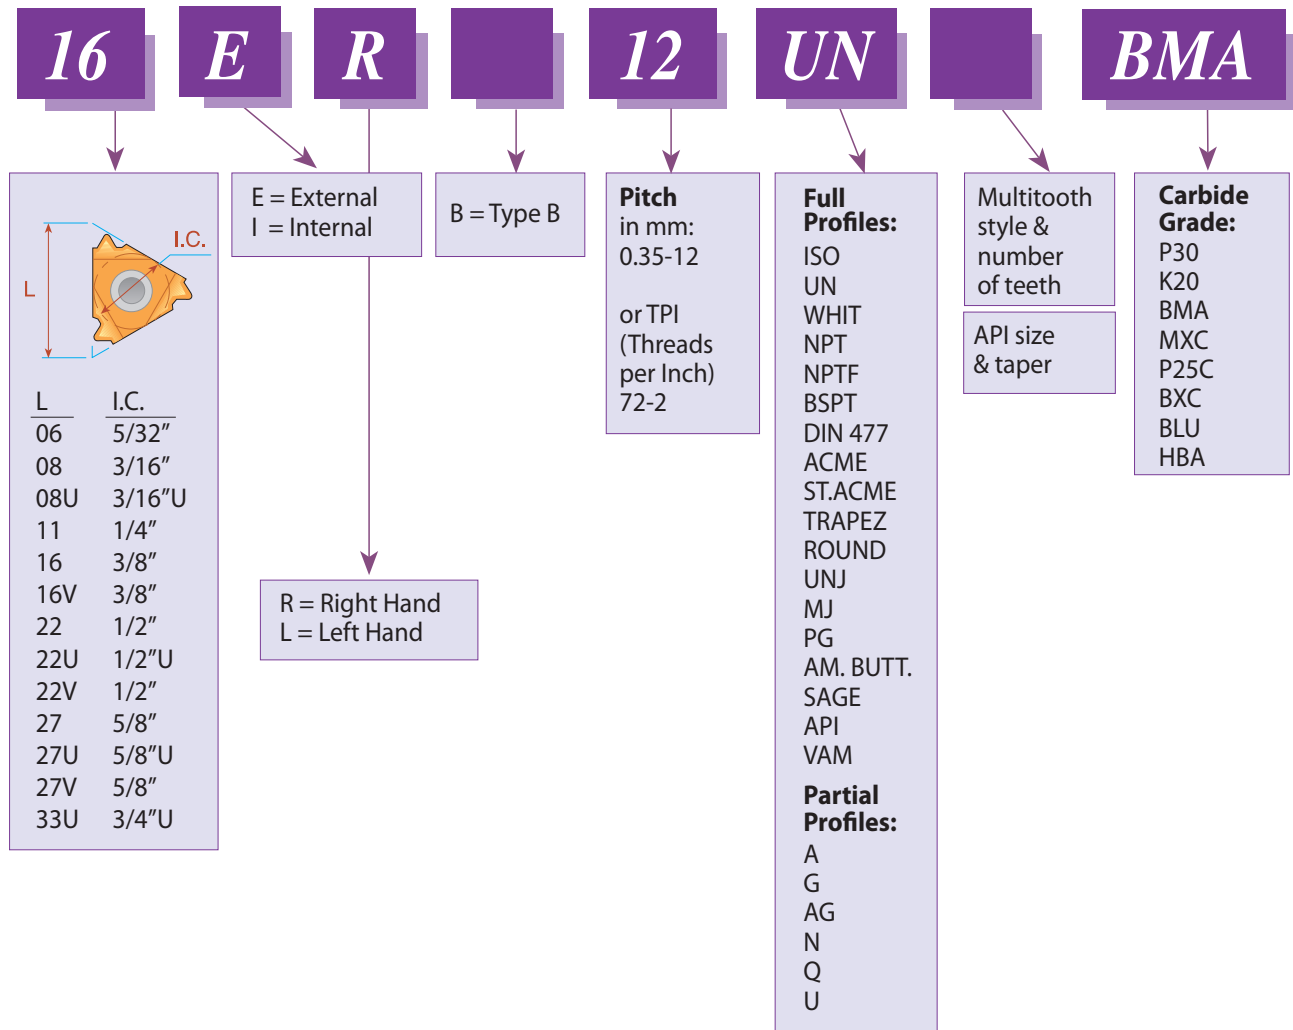 16 E R 12 UN BMA
L
I.C.
L I.C.
06 5/32"
08 3/16"
08U 3/16"U
11 1/4"
16 3/8"
16V 3/8"
22 1/2"
22U 1/2"U
22V 1/2"
27 5/8"
27U 5/8"U
27V 5/8"
33U 3/4"U
E = External
I = Internal
R = Right Hand
L = Left Hand
B = Type B
Pitch
in mm:
0.35-12
or TPI
(Threads
per Inch)
72-2
Full
Profiles:
ISO
UN
WHIT
NPT
NPTF
BSPT
DIN 477
ACME
ST.ACME
TRAPEZ
ROUND
UNJ
MJ
PG
AM. BUTT.
SAGE
API
VAM
Partial
Profiles:
A
G
AG
N
Q
U
Multitooth
style &
number
of teeth
API size
& taper
Carbide
Grade:
P30
K20
BMA
MXC
P25C
BXC
BLU
HBA